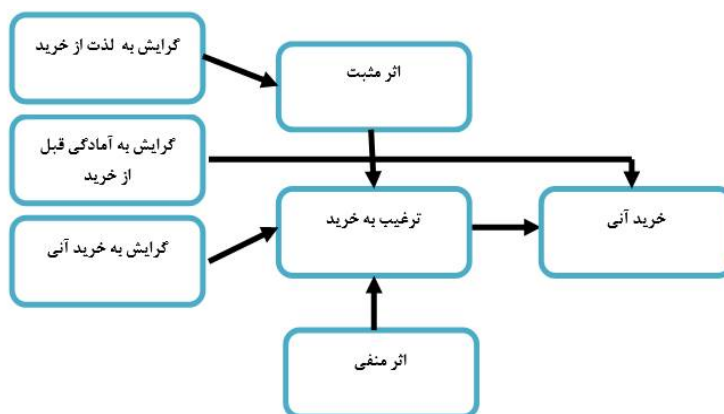 گرایش به لذت از خرید
اثر مثبت
گرایش به آمادگی قبل
از خرید
خرید آنی
ترغیب به خرید
گرایش به خرید آنی
اثر منفی